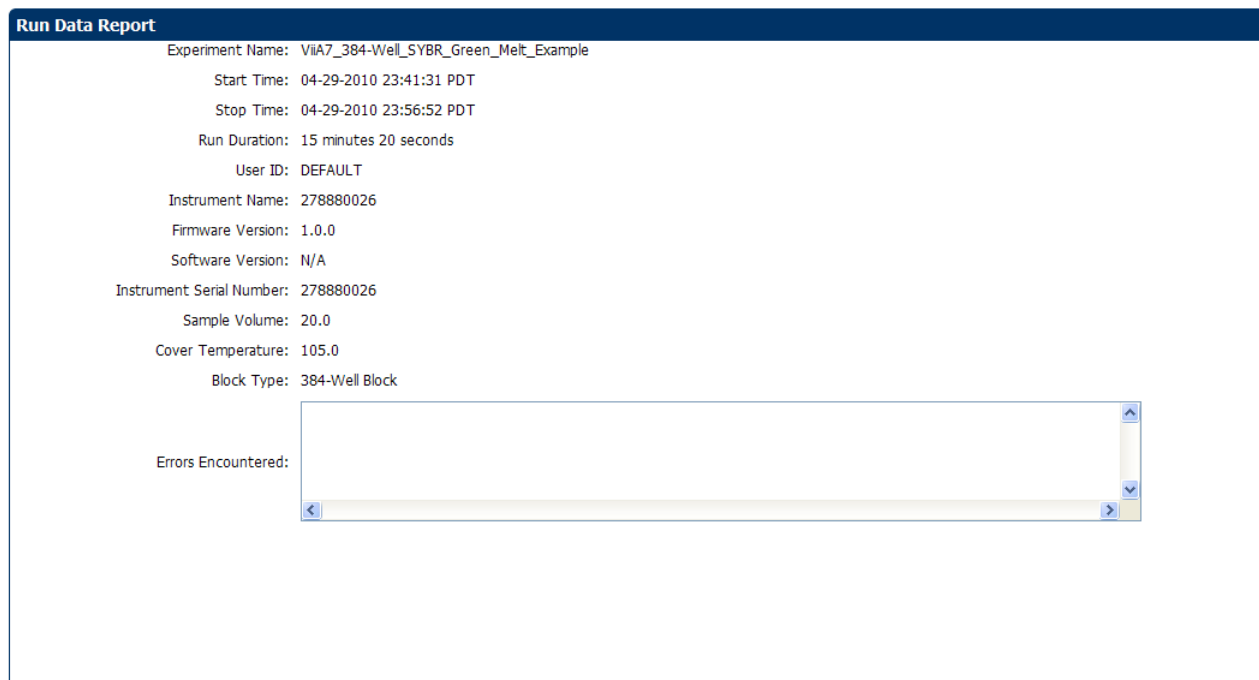 Run Data Report
Experiment Name: ViiA7_384-Well_SYBR_Green_Melt_Example
Start Time: 04-29-2010 23:41:31 PDT
Stop Time: 04-29-2010 23:56:52 PDT
Run Duration: 15 minutes 20 seconds
User ID: DEFAULT
Instrument Name: 278880026
Firmware Version: 1.0.0
Software Version: N/A
Instrument Serial Number: 278880026
Sample Volume: 20.0
Cover Temperature: 105.0
Block Type: 384-Well Block
Errors Encountered: